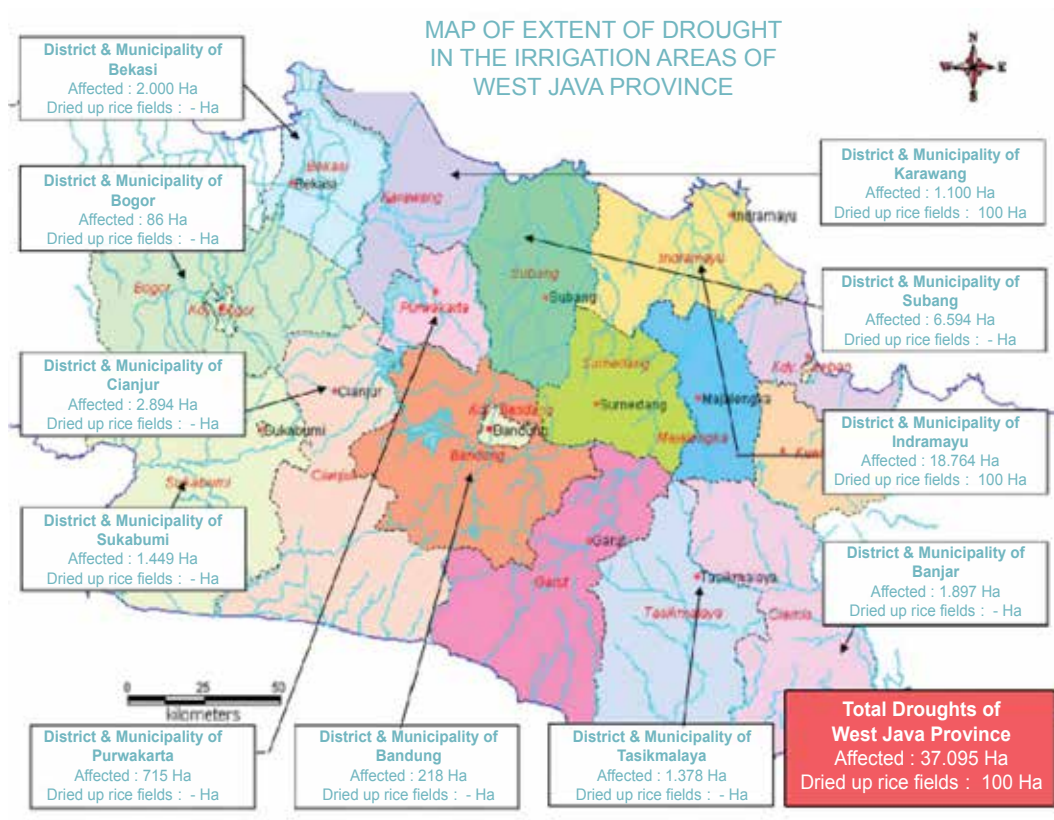 MAP OF EXTENT OF DROUGHT
IN THE IRRIGATION AREAS OF
WEST JAVA PROVINCE
N
W
E
S
District & Municipality of
Bekasi
Affected : 2.000 Ha
Dried up rice fields : - Ha
District & Municipality of
Bogor
Affected : 86 Ha
Dried up rice fields : - Ha
District & Municipality of
Cianjur
Affected : 2.894 Ha
Dried up rice fields : - Ha
District & Municipality of
Sukabumi
Affected : 1.449 Ha
Dried up rice fields : - Ha
District & Municipality of
Purwakarta
Affected : 715 Ha
Dried up rice fields : - Ha
District & Municipality of
Bandung
Affected : 218 Ha
Dried up rice fields : - Ha
District & Municipality of
Tasikmalaya
Affected : 1.378 Ha
Dried up rice fields : - Ha
District & Municipality of
Karawang
Affected : 1.100 Ha
Dried up rice fields : 100 Ha
District & Municipality of
Subang
Affected : 6.594 Ha
Dried up rice fields : - Ha
District & Municipality of
Indramayu
Affected : 18.764 Ha
Dried up rice fields : 100 Ha
District & Municipality of
Banjar
Affected : 1.897 Ha
Dried up rice fields : - Ha
Total Droughts of
West Java Province
Affected : 37.095 Ha
Dried up rice fields : 100 Ha
Bekasi
Bekasi
Karawang
Indramayu
Indramayu
Subang
Subang
Purwakarta
Bogor
Kdy. Bogor
Sumedang
Sumedang
Majalengka
Majalengka
Kdy.
Cianjur
Cianjur
Sukabumi
Sukabumi
Kdy. Bandung
Bandung
Bandung
Garut
Garut
Tasikmalaya
Tasikmalaya
Ciamis
0 25 50
kilometers